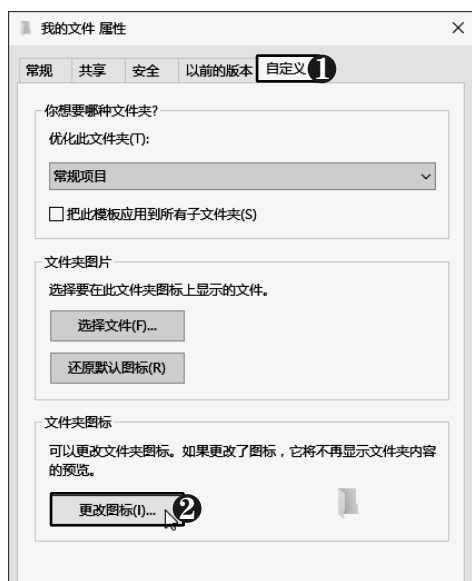 我的文件 属性
常规 共享 安全 以前的版本 自定义 1
你想要哪种文件夹?
优化此文件夹(T):
常规项目
把此模板应用到所有子文件夹(S)
文件夹图片
选择要在此文件夹图标上显示的文件。
选择文件(F)...
还原默认图标(R)
文件夹图标
可以更改文件夹图标。如果更改了图标，它将不再显示文件夹内容
的预览。
更改图标(I)... 2